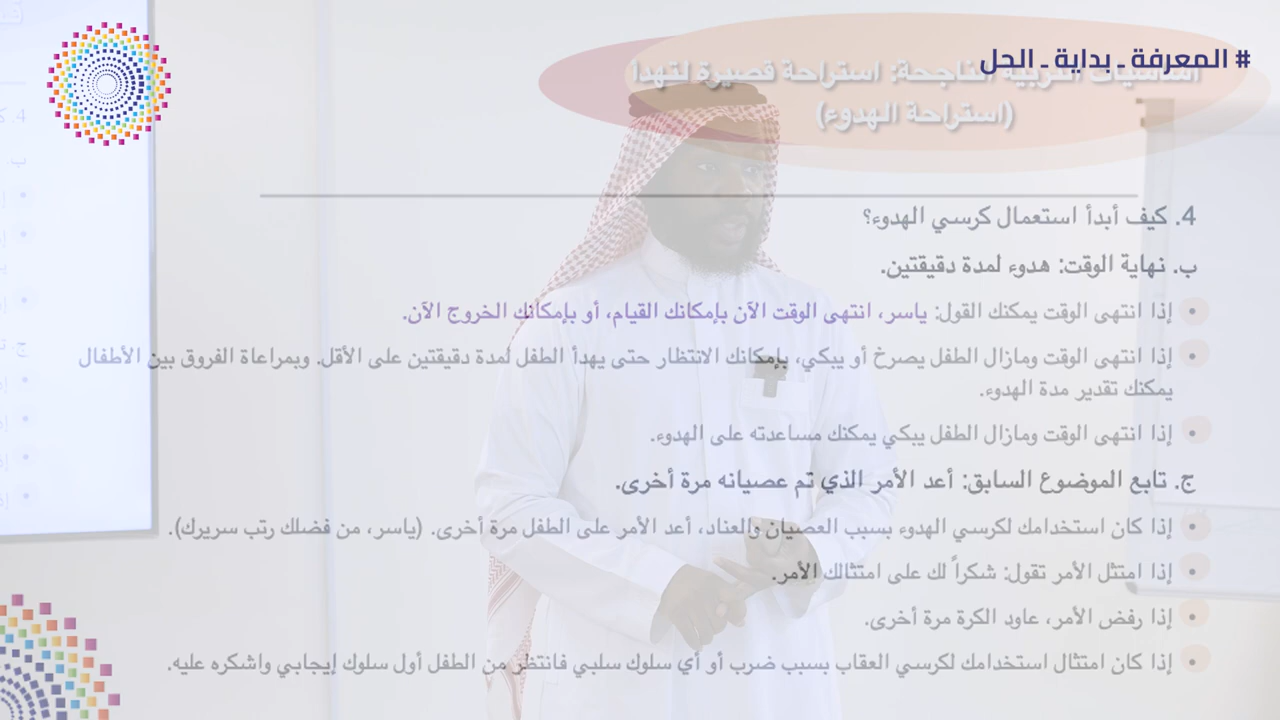 # المعرفة ـ بداية ـ الحل
أساسيات التربية الناجحة: استراحة قصيرة لتهدأ
(استراحة الهدوء)
4. كيف أبدأ استعمال كرسي الهدوء؟
ب. نهاية الوقت: هدوء لمدة دقيقتين.
• إذا انتهى الوقت يمكنك القول: ياسر، انتهى الوقت الآن بإمكانك القيام، أو بإمكانك الخروج الآن.
• إذا انتهى الوقت ومازال الطفل يصرخ أو يبكي، بإمكانك الانتظار حتى يهدأ الطفل لمدة دقيقتين على الأقل. وبمراعاة الفروق بين الأطفال
يمكنك تقدير مدة الهدوء.
• إذا انتهى الوقت ومازال الطفل يبكي يمكنك مساعدته على الهدوء.
ج. تابع الموضوع السابق: أعد الأمر الذي تم عصيانه مرة أخرى.
• إذا كان استخدامك لكرسي الهدوء بسبب العصيان والعناد، أعد الأمر على الطفل مرة أخرى. (ياسر، من فضلك رتب سريرك).
• إذا امتثل الأمر تقول: شكراً لك على امتثالك الأمر.
• إذا رفض الأمر، عاود الكرة مرة أخرى.
• إذا كان امتثال استخدامك لكرسي العقاب بسبب ضرب أو أي سلوك سلبي فانتظر من الطفل أول سلوك إيجابي واشكره عليه.